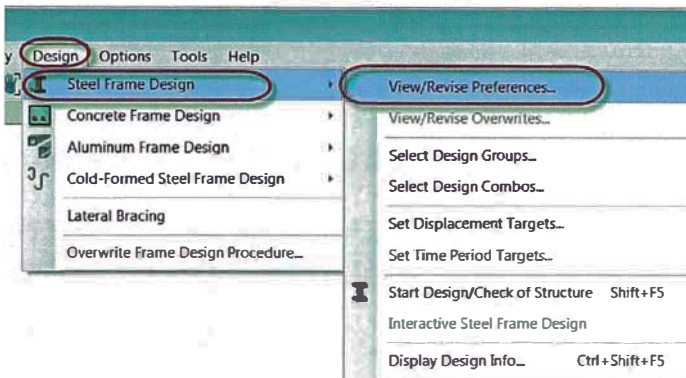 y Design Options Tools Help
Steel Frame Design
Concrete Frame Design
Aluminum Frame Design
Cold-Formed Steel Frame Design
Lateral Bracing
Overwrite Frame Design Procedure...
View/Revise Preferences...
View/Revise Overwrites...
Select Design Groups...
Select Design Combos...
Set Displacement Targets...
Set Time Period Targets...
Start Design/Check of Structure Shift+F5
Interactive Steel Frame Design
Display Design Info... Ctrl+Shift+F5